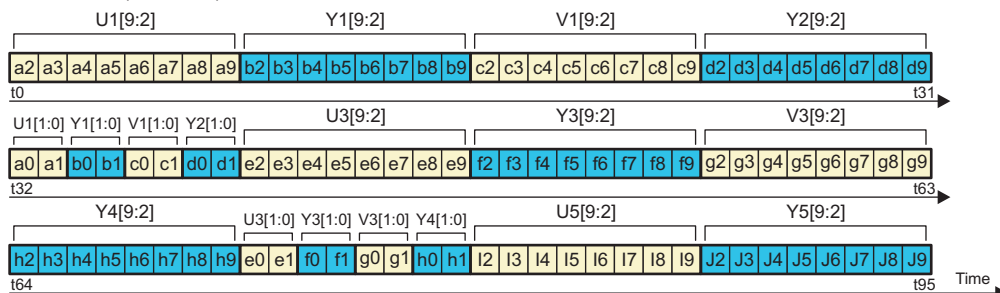 U1[9:2] Y1[9:2] V1[9:2] Y2[9:2]
a2 a3 a4 a5 a6 a7 a8 a9 b2 b3 b4 b5 b6 b7 b8 b9 c2 c3 c4 c5 c6 c7 c8 c9 d2 d3 d4 d5 d6 d7 d8 d9
t0 t31
U1[1:0] Y1[1:0] V1[1:0] Y2[1:0] U3[9:2] Y3[9:2] V3[9:2]
a0 a1 b0 b1 c0 c1 d0 d1 e2 e3 e4 e5 e6 e7 e8 e9 f2 f3 f4 f5 f6 f7 f8 f9 g2 g3 g4 g5 g6 g7 g8 g9
t32 t63
Y4[9:2] U3[1:0] Y3[1:0] V3[1:0] Y4[1:0] U5[9:2] Y5[9:2]
h2 h3 h4 h5 h6 h7 h8 h9 e0 e1 f0 f1 g0 g1 h0 h1 I2 I3 I4 I5 I6 I7 I8 I9 J2 J3 J4 J5 J6 J7 J8 J9
t64 t95 Time